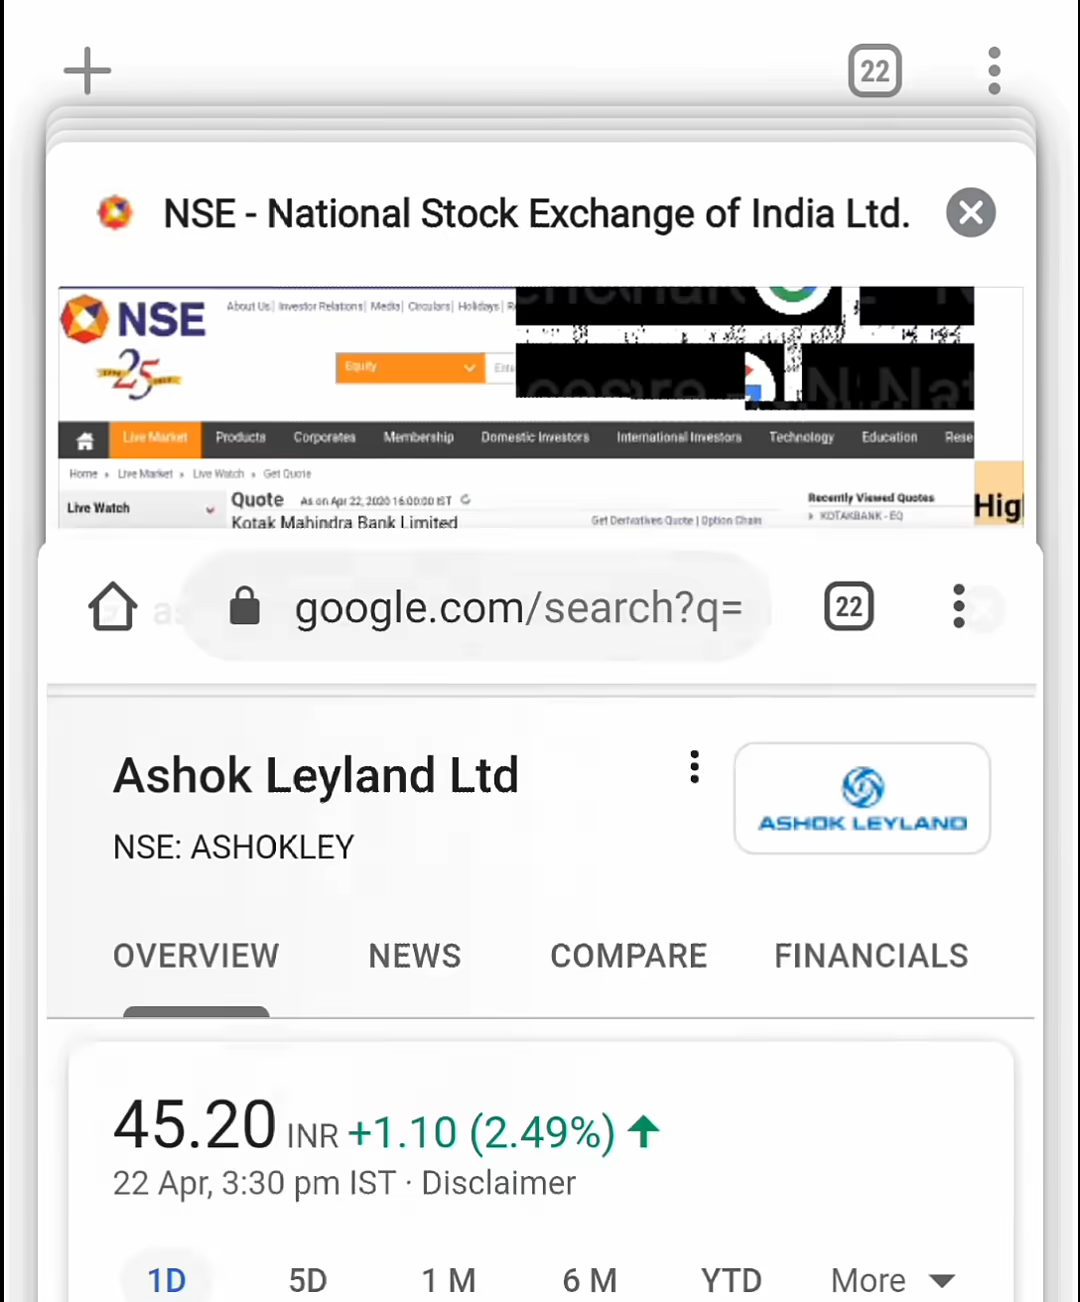 22
NSE - National Stock Exchange of India Ltd.
NSE
About Us| Investor Relations| Media| Circulars| Holidays|
25
Equity
Live Market Products Corporates Membership Domestic Investors International Investors Technology Education Rese
Home Live Market Live Watch Get Quote
Live Watch
Quote As on Apr 22, 2020 16:00:00 IST
Recently Viewed Quotes
Kotak Mahindra Bank Limited
Get Derivatives Quote | Option Chain
KOTAKBANK - EQ
Hig
google.com/search?q=
22
Ashok Leyland Ltd
ASHOK LEYLAND
NSE: ASHOKLEY
OVERVIEW NEWS COMPARE FINANCIALS
45.20 INR +1.10 (2.49%)
22 Apr, 3:30 pm IST · Disclaimer
1D 5D 1 M 6 M YTD More